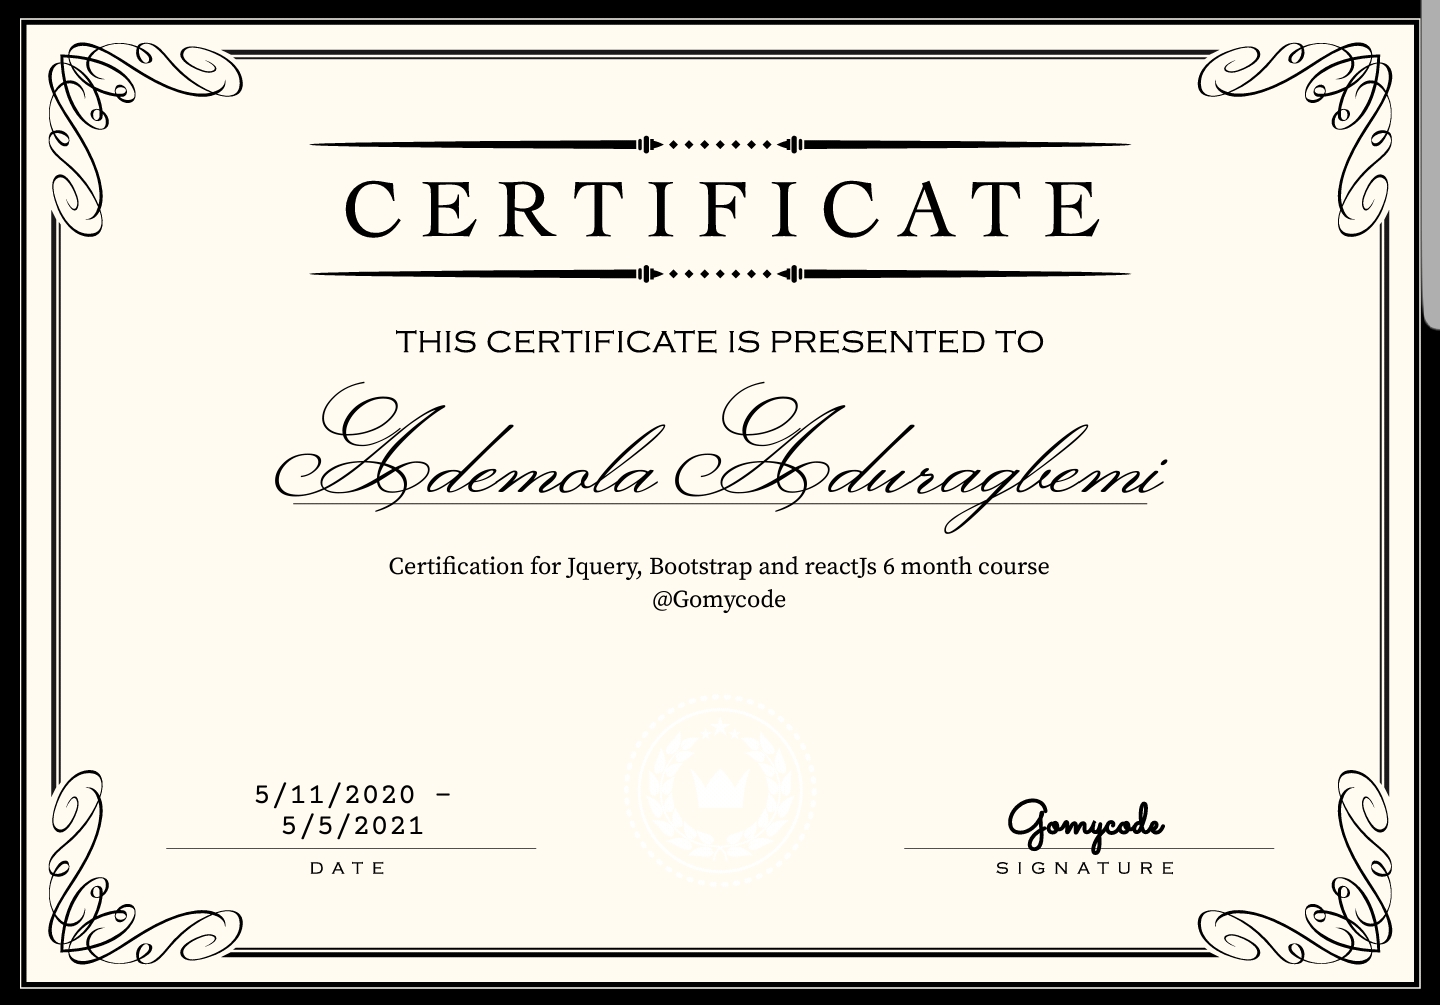 CERTIFICATE
THIS CERTIFICATE IS PRESENTED TO
Ademola Aduragbemi
Certification for Jquery, Bootstrap and reactJs 6 month course
@Gomycode
5/11/2020 -
5/5/2021
DATE
Gomycode
SIGNATURE